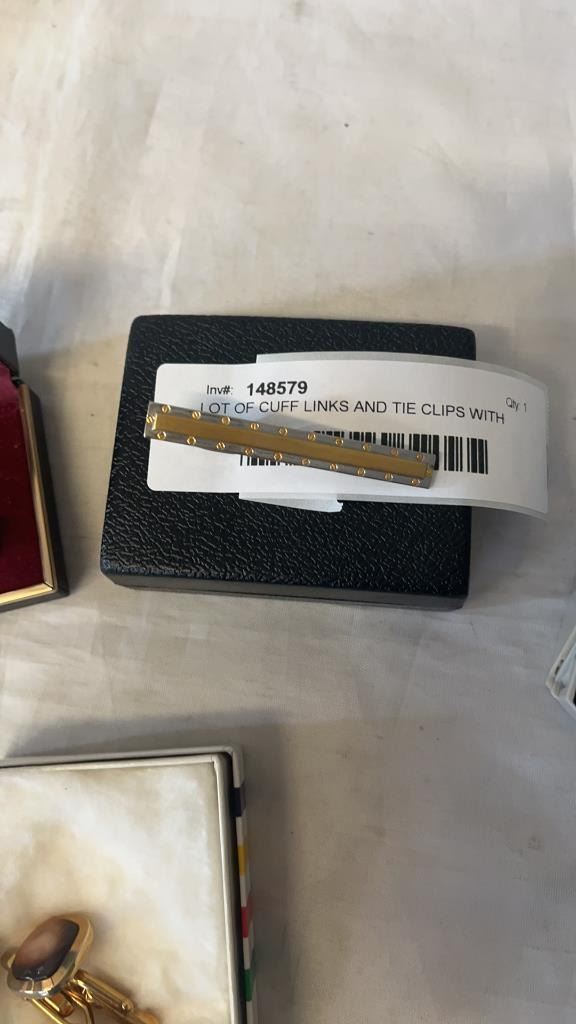 Inv#: 148579
LOT OF CUFF LINKS AND TIE CLIPS WITH
Qty: 1